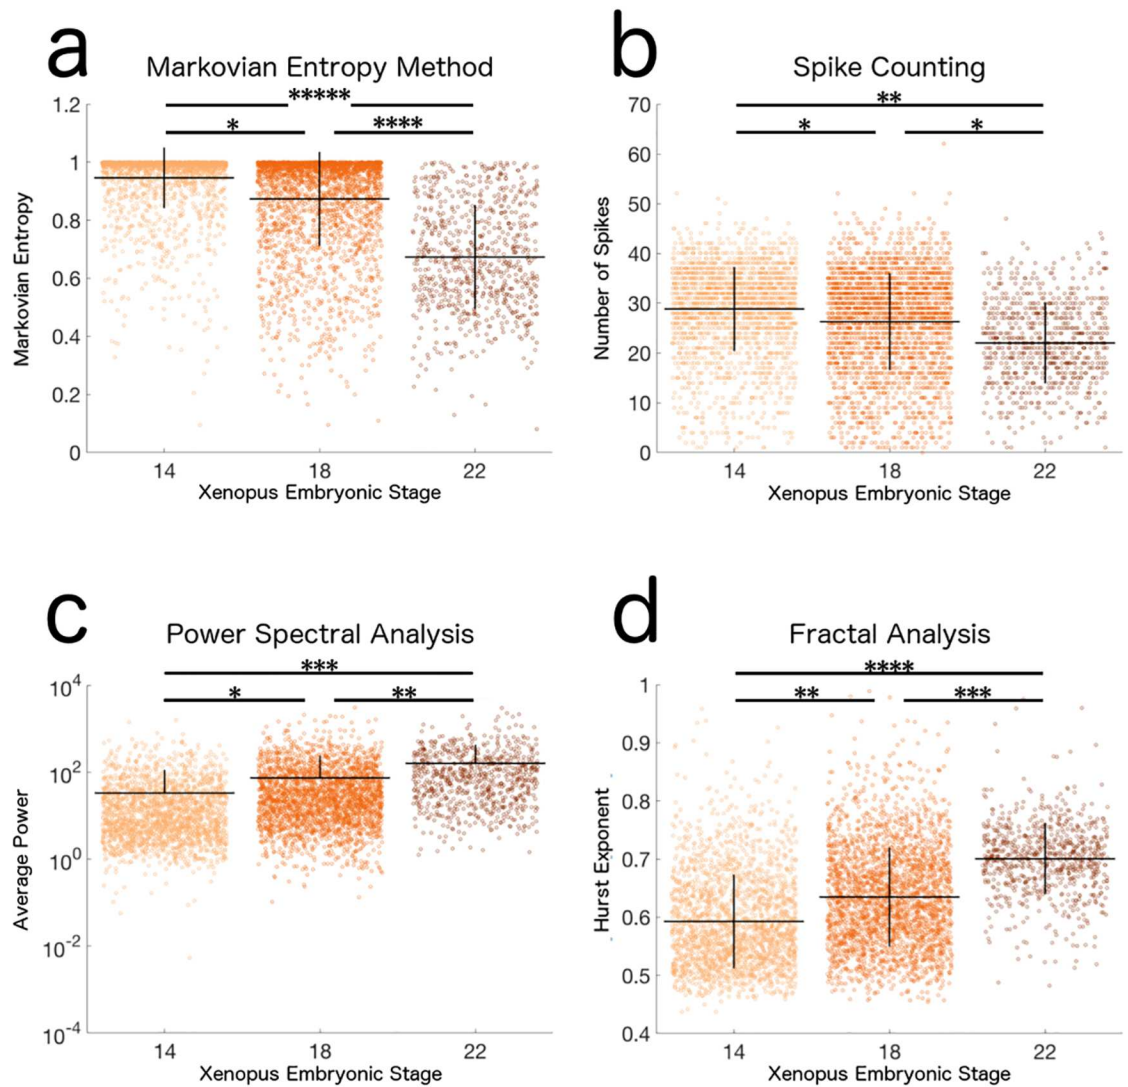 a
Markovian Entropy Method
*****
* ****
1.2
1
0.8
0.6
0.4
0.2
0
Markovian Entropy
14 18 22
Xenopus Embryonic Stage
b
Spike Counting
**
* *
70
60
50
40
30
20
10
0
Number of Spikes
14 18 22
Xenopus Embryonic Stage
c
Power Spectral Analysis
***
* **
10^4
10^2
10^0
10^-2
10^-4
Average Power
14 18 22
Xenopus Embryonic Stage
d
Fractal Analysis
****
** ***
1
0.9
0.8
0.7
0.6
0.5
0.4
Hurst Exponent
14 18 22
Xenopus Embryonic Stage